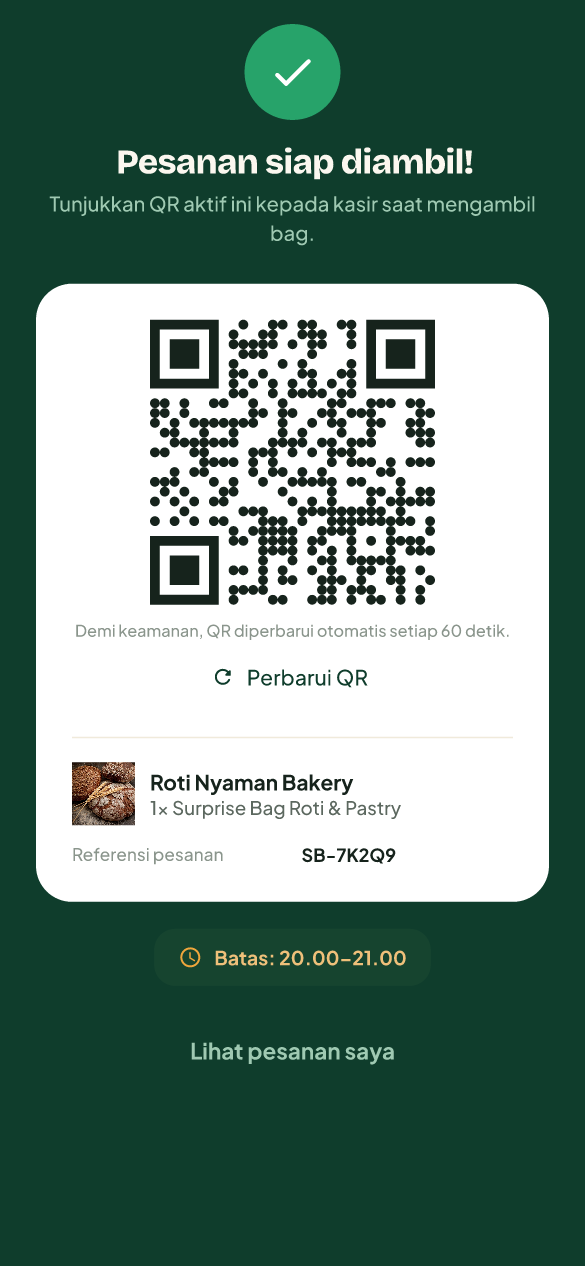 Pesanan siap diambil!
Tunjukkan QR aktif ini kepada kasir saat mengambil
bag.
Demi keamanan, QR diperbarui otomatis setiap 60 detik.
Perbarui QR
Roti Nyaman Bakery
1× Surprise Bag Roti & Pastry
Referensi pesanan SB-7K2Q9
Batas: 20.00–21.00
Lihat pesanan saya